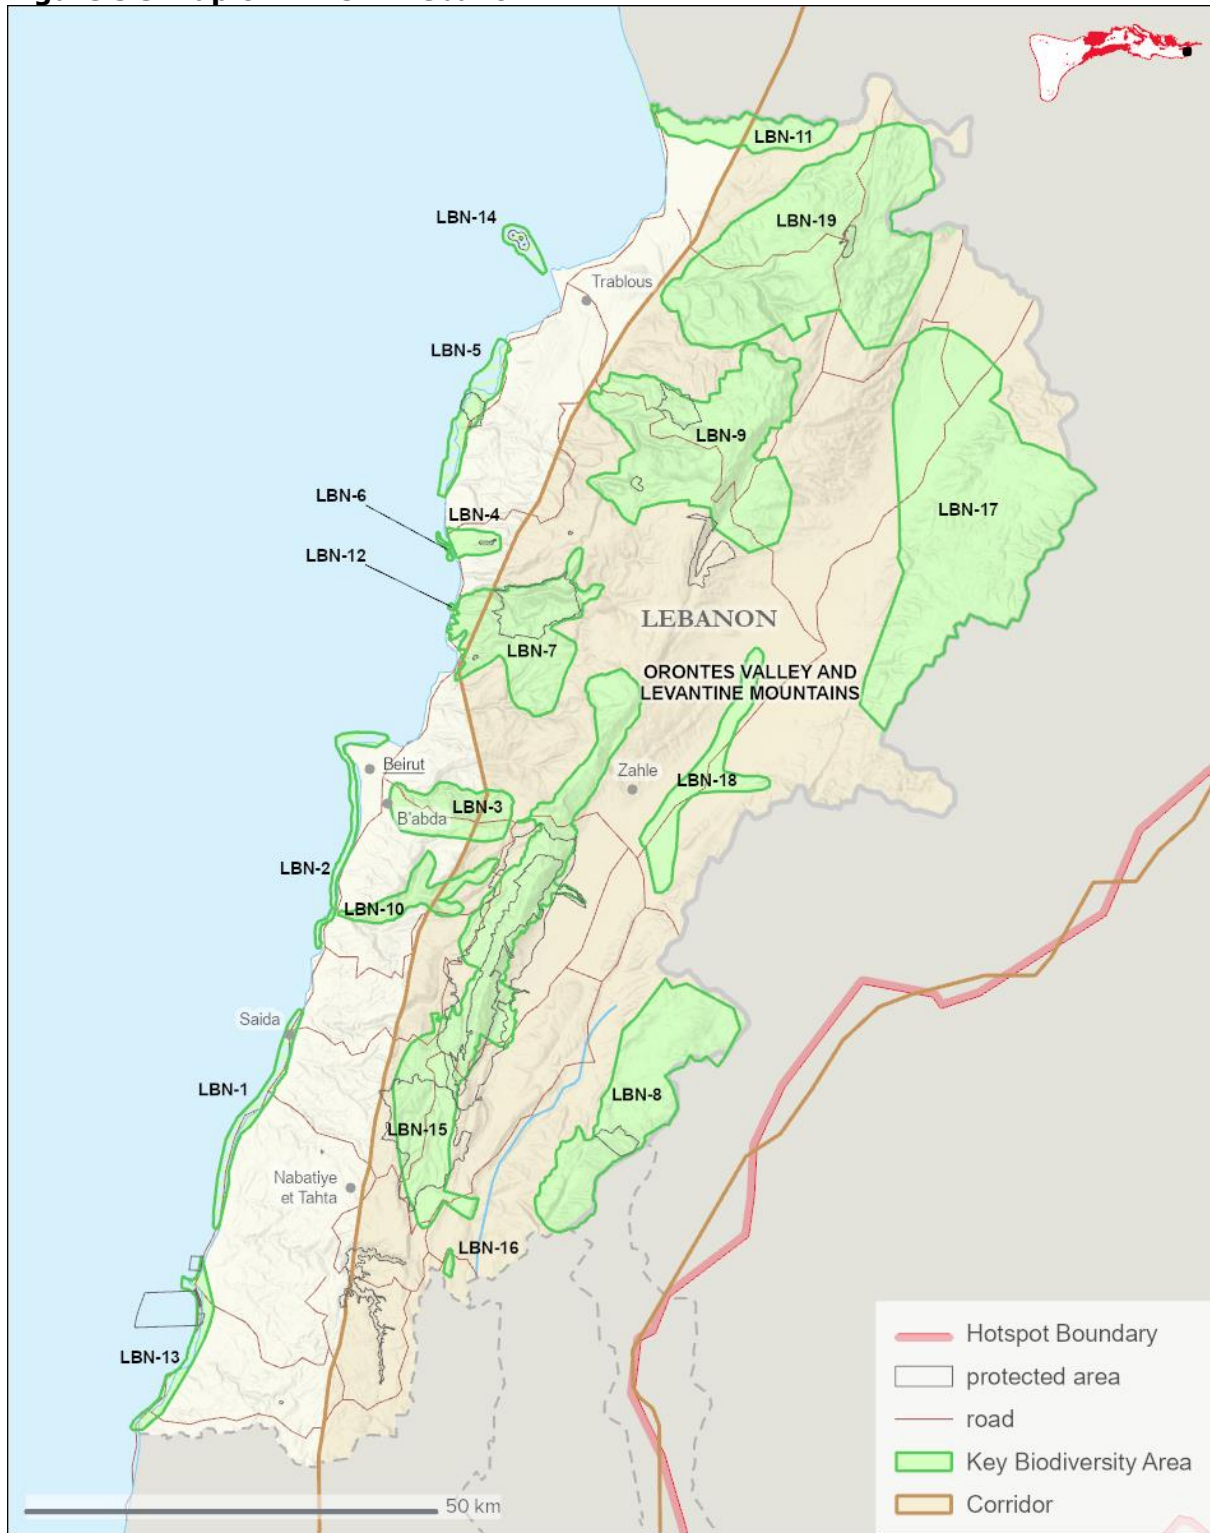 LBN-11
LBN-19
LBN-14
Trablous
LBN-5
LBN-9
LBN-6
LBN-4
LBN-17
LBN-12
LEBANON
LBN-7
ORONTES VALLEY AND
LEVANTINE MOUNTAINS
Beirut
Zahle
LBN-18
LBN-3
B'abda
LBN-2
LBN-10
Saida
LBN-1
LBN-8
LBN-15
Nabatiye
et Tahta
LBN-16
LBN-13
Hotspot Boundary
protected area
road
Key Biodiversity Area
Corridor
50 km